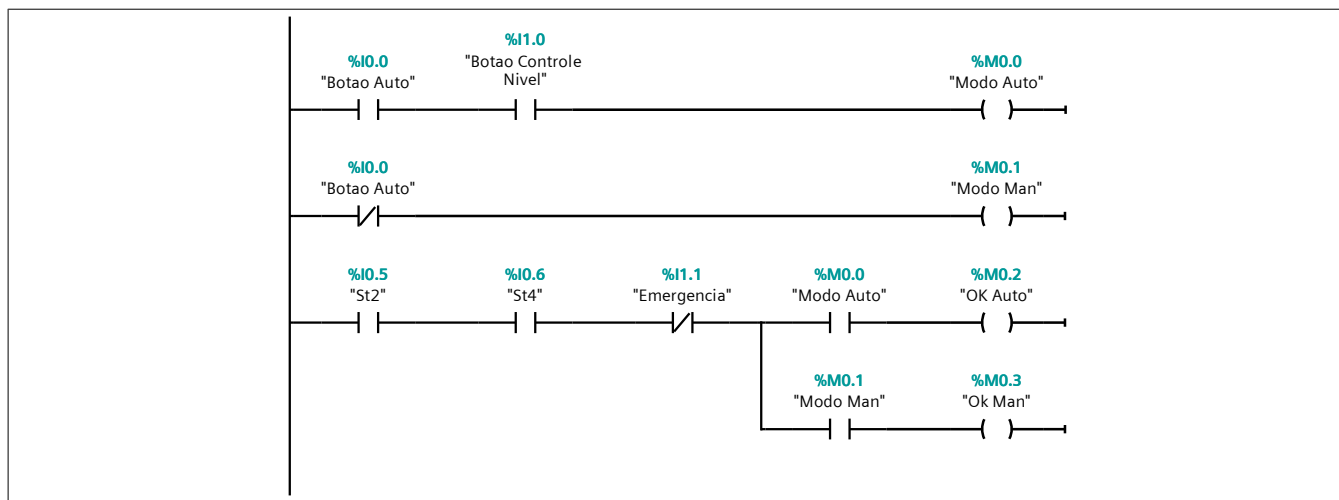 %I1.0
%I0.0
"Botao Controle
%M0.0
"Botao Auto"
Nivel"
"Modo Auto"
%I0.0
%M0.1
"Botao Auto"
"Modo Man"
%I0.5
%I0.6
%I1.1
%M0.0
%M0.2
"St2"
"St4"
"Emergencia"
"Modo Auto"
"OK Auto"
%M0.1
%M0.3
"Modo Man"
"Ok Man"